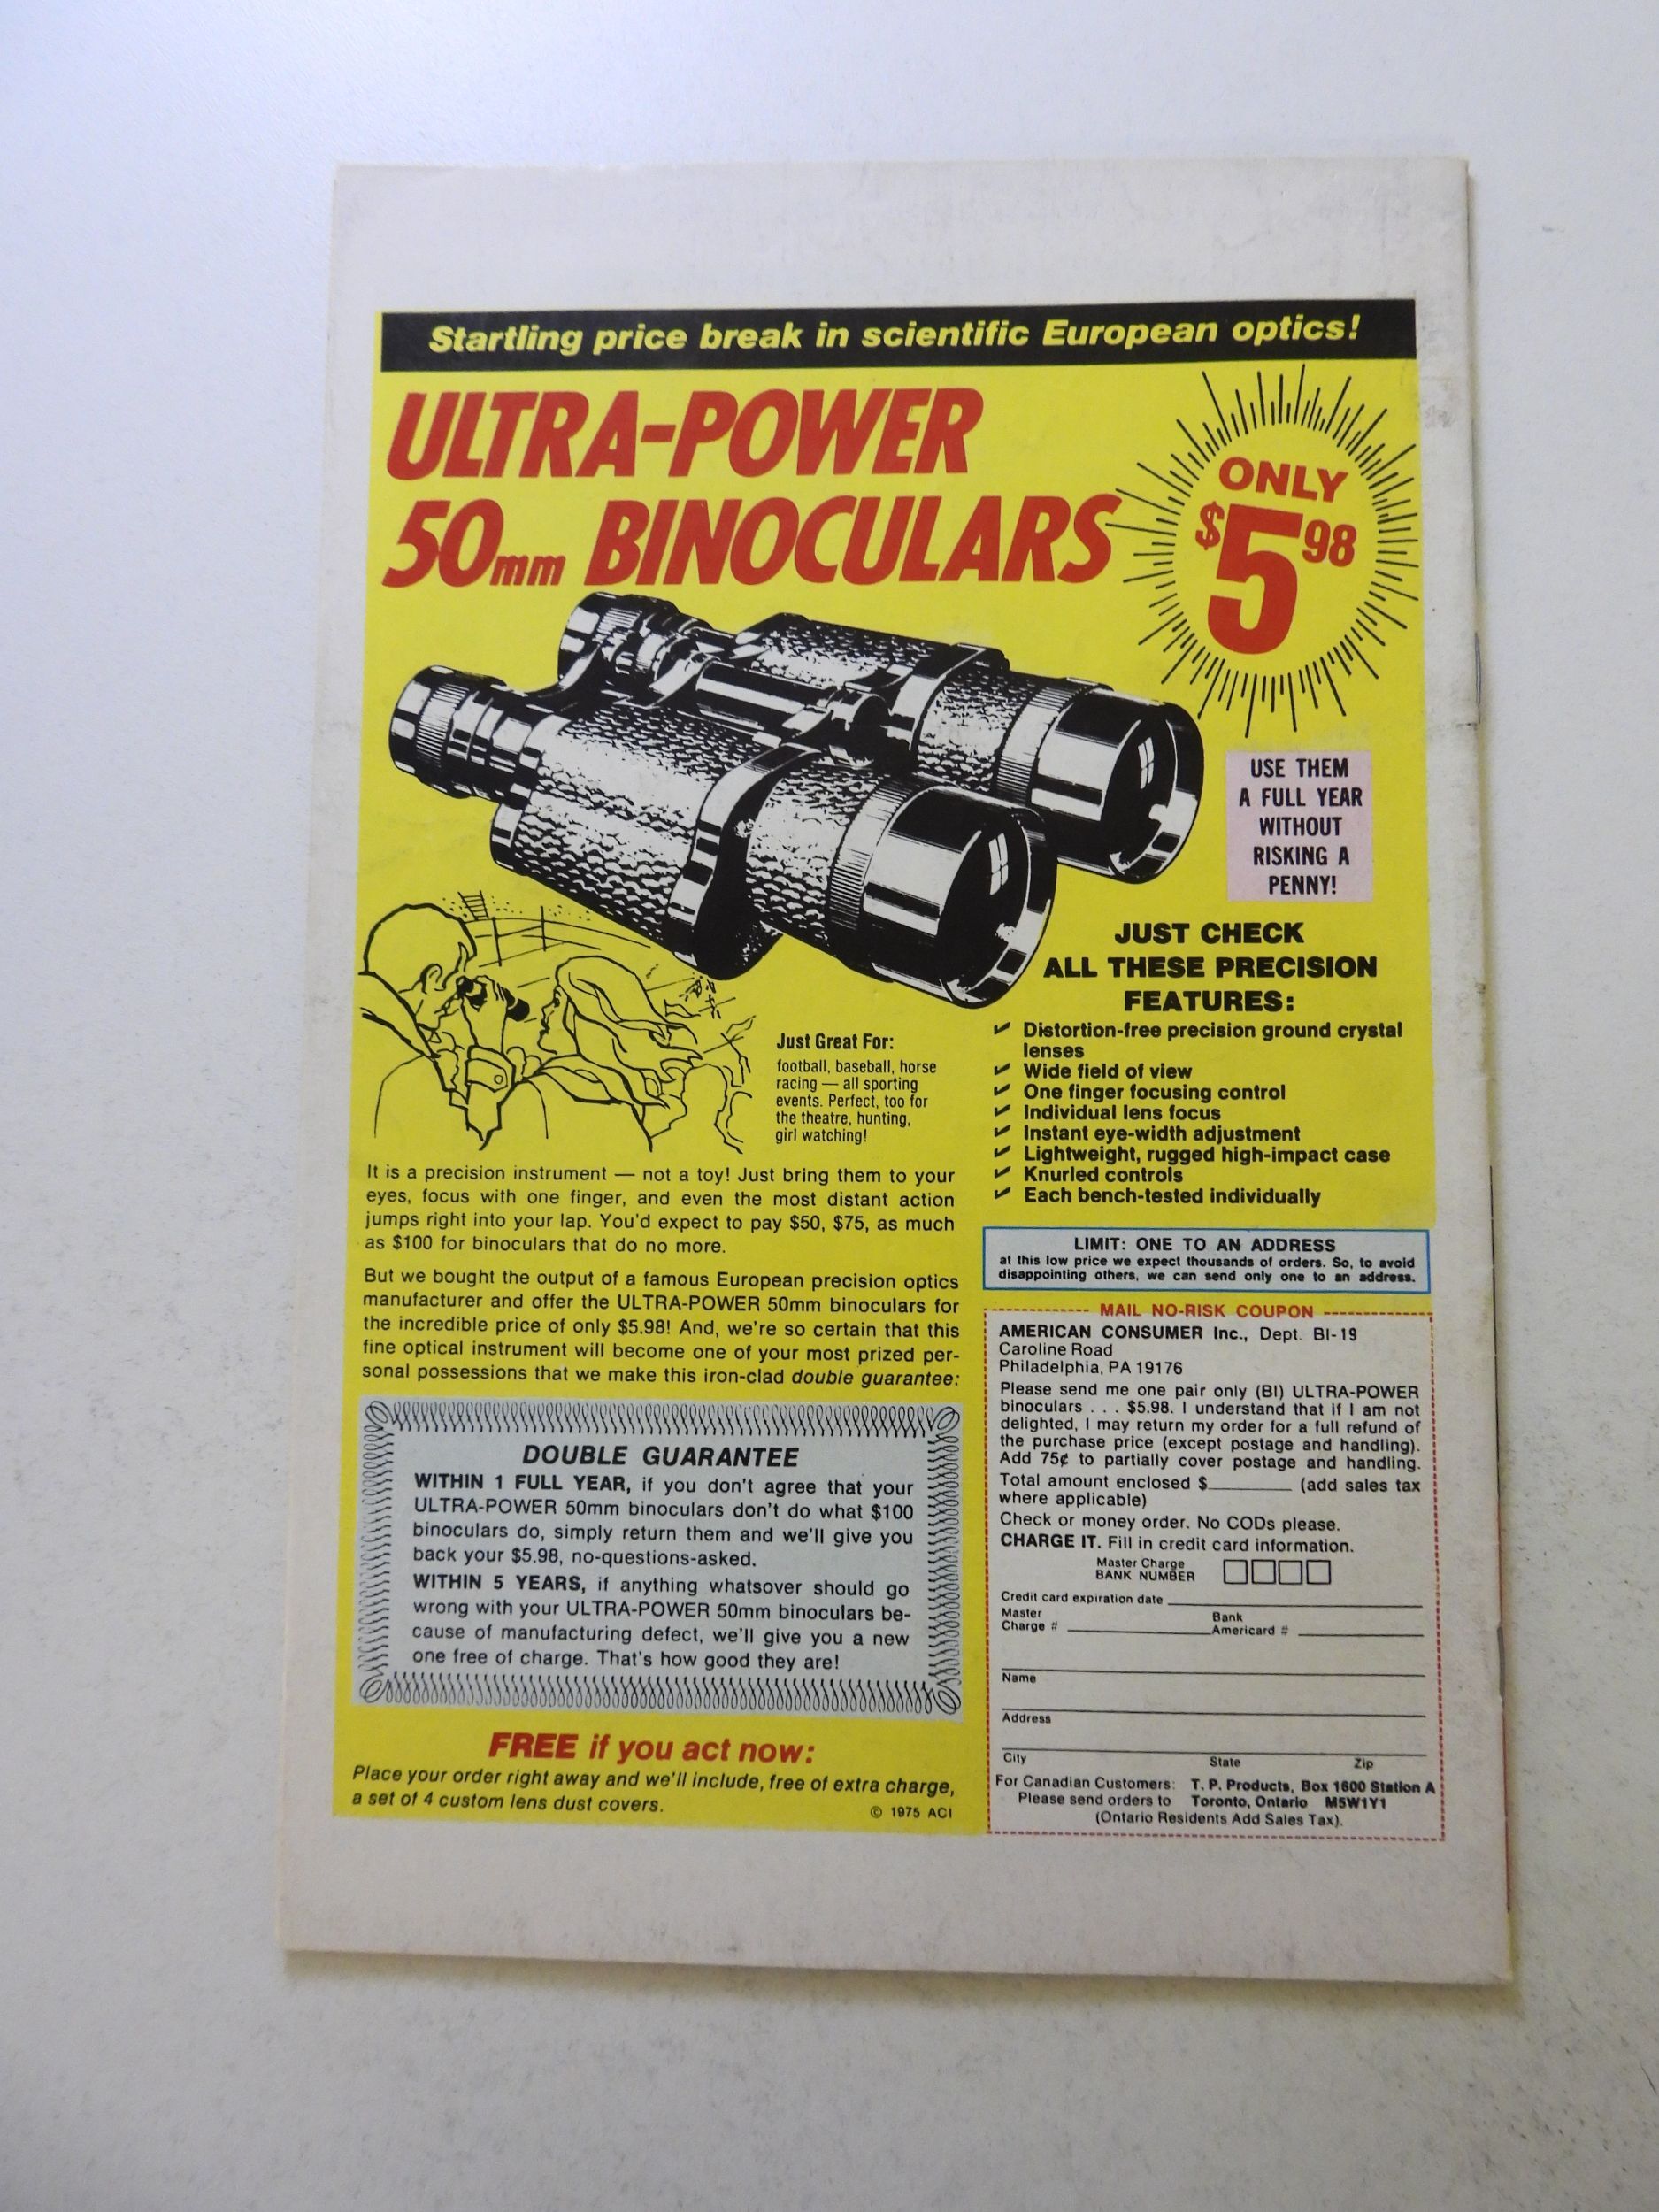 Startling price break in scientific European optics!
ULTRA-POWER
50mm BINOCULARS
ONLY
$5.98
USE THEM
A FULL YEAR
WITHOUT
RISKING A
PENNY!
JUST CHECK
ALL THESE PRECISION
FEATURES:
✔ Distortion-free precision ground crystal
lenses
✔ Wide field of view
✔ One finger focusing control
✔ Individual lens focus
✔ Instant eye-width adjustment
✔ Lightweight, rugged high-impact case
✔ Knurled controls
✔ Each bench-tested individually
Just Great For:
football, baseball, horse
racing — all sporting
events. Perfect, too for
the theatre, hunting,
girl watching!
It is a precision instrument — not a toy! Just bring them to your
eyes, focus with one finger, and even the most distant action
jumps right into your lap. You'd expect to pay $50, $75, as much
as $100 for binoculars that do no more.
But we bought the output of a famous European precision optics
manufacturer and offer the ULTRA-POWER 50mm binoculars for
the incredible price of only $5.98! And, we're so certain that this
fine optical instrument will become one of your most prized per-
sonal possessions that we make this iron-clad double guarantee:
DOUBLE GUARANTEE
WITHIN 1 FULL YEAR, if you don't agree that your
ULTRA-POWER 50mm binoculars don't do what $100
binoculars do, simply return them and we'll give you
back your $5.98, no-questions-asked.
WITHIN 5 YEARS, if anything whatsover should go
wrong with your ULTRA-POWER 50mm binoculars be-
cause of manufacturing defect, we'll give you a new
one free of charge. That's how good they are!
FREE if you act now:
Place your order right away and we'll include, free of extra charge,
a set of 4 custom lens dust covers.
© 1975 ACI
LIMIT: ONE TO AN ADDRESS
at this low price we expect thousands of orders. So, to avoid
disappointing others, we can send only one to an address.
MAIL NO-RISK COUPON
AMERICAN CONSUMER Inc., Dept. BI-19
Caroline Road
Philadelphia, PA 19176
Please send me one pair only (BI) ULTRA-POWER
binoculars . . . $5.98. I understand that if I am not
delighted, I may return my order for a full refund of
the purchase price (except postage and handling).
Add 75¢ to partially cover postage and handling.
Total amount enclosed $________ (add sales tax
where applicable)
Check or money order. No CODs please.
CHARGE IT. Fill in credit card information.
Master Charge
BANK NUMBER
Credit card expiration date
Master Charge #
Bank Americard #
Name
Address
City State Zip
For Canadian Customers: T. P. Products, Box 1600 Station A
Please send orders to Toronto, Ontario M5W1Y1
(Ontario Residents Add Sales Tax).